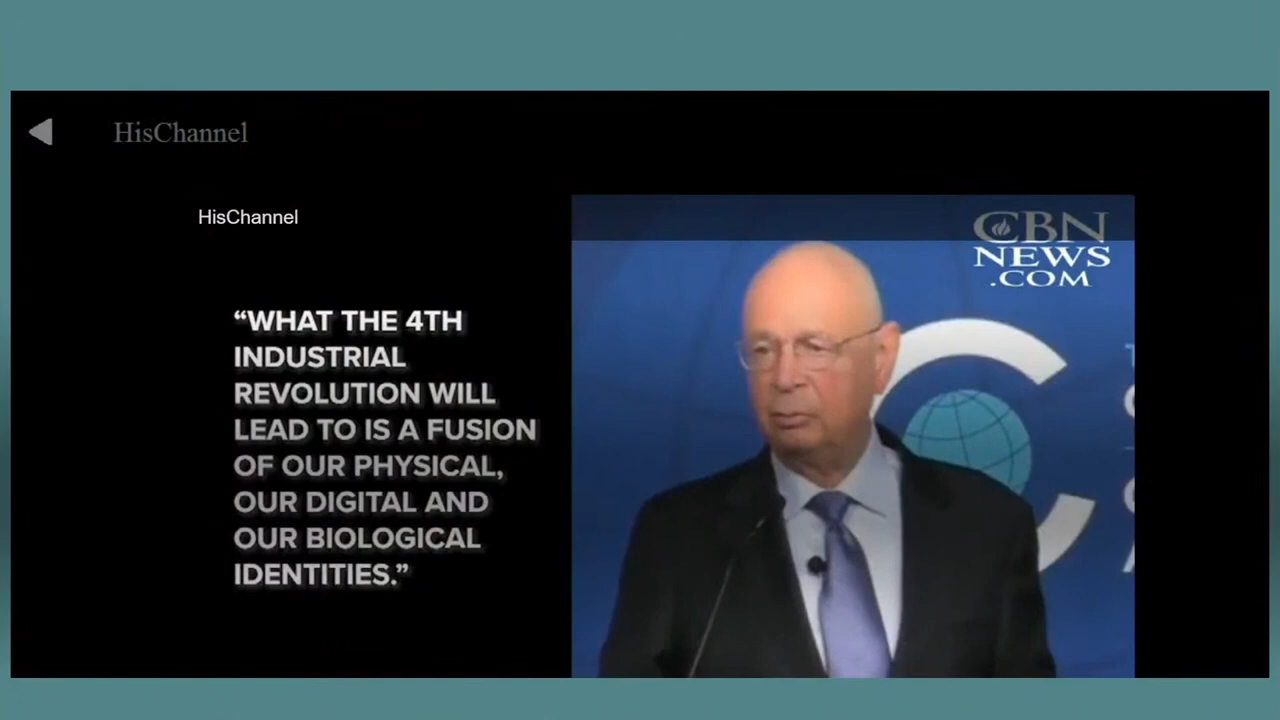 HisChannel
HisChannel
“WHAT THE 4TH
INDUSTRIAL
REVOLUTION WILL
LEAD TO IS A FUSION
OF OUR PHYSICAL,
OUR DIGITAL AND
OUR BIOLOGICAL
IDENTITIES.”
CBN
NEWS
.COM